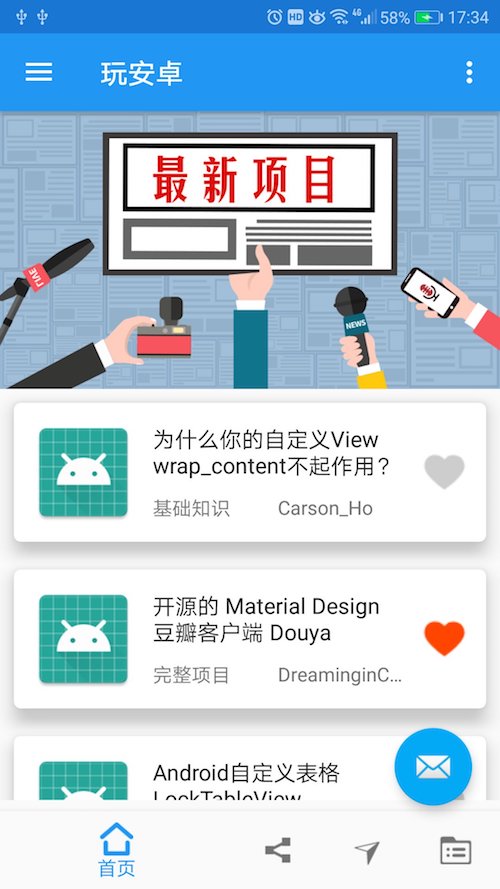 HD 4G 58% 17:34
玩安卓
最新项目
LIVE
NEWS
为什么你的自定义View
wrap_content不起作用?
基础知识 Carson_Ho
开源的 Material Design
豆瓣客户端 Douya
完整项目 DreaminginC...
Android自定义表格
LockTableView
首页